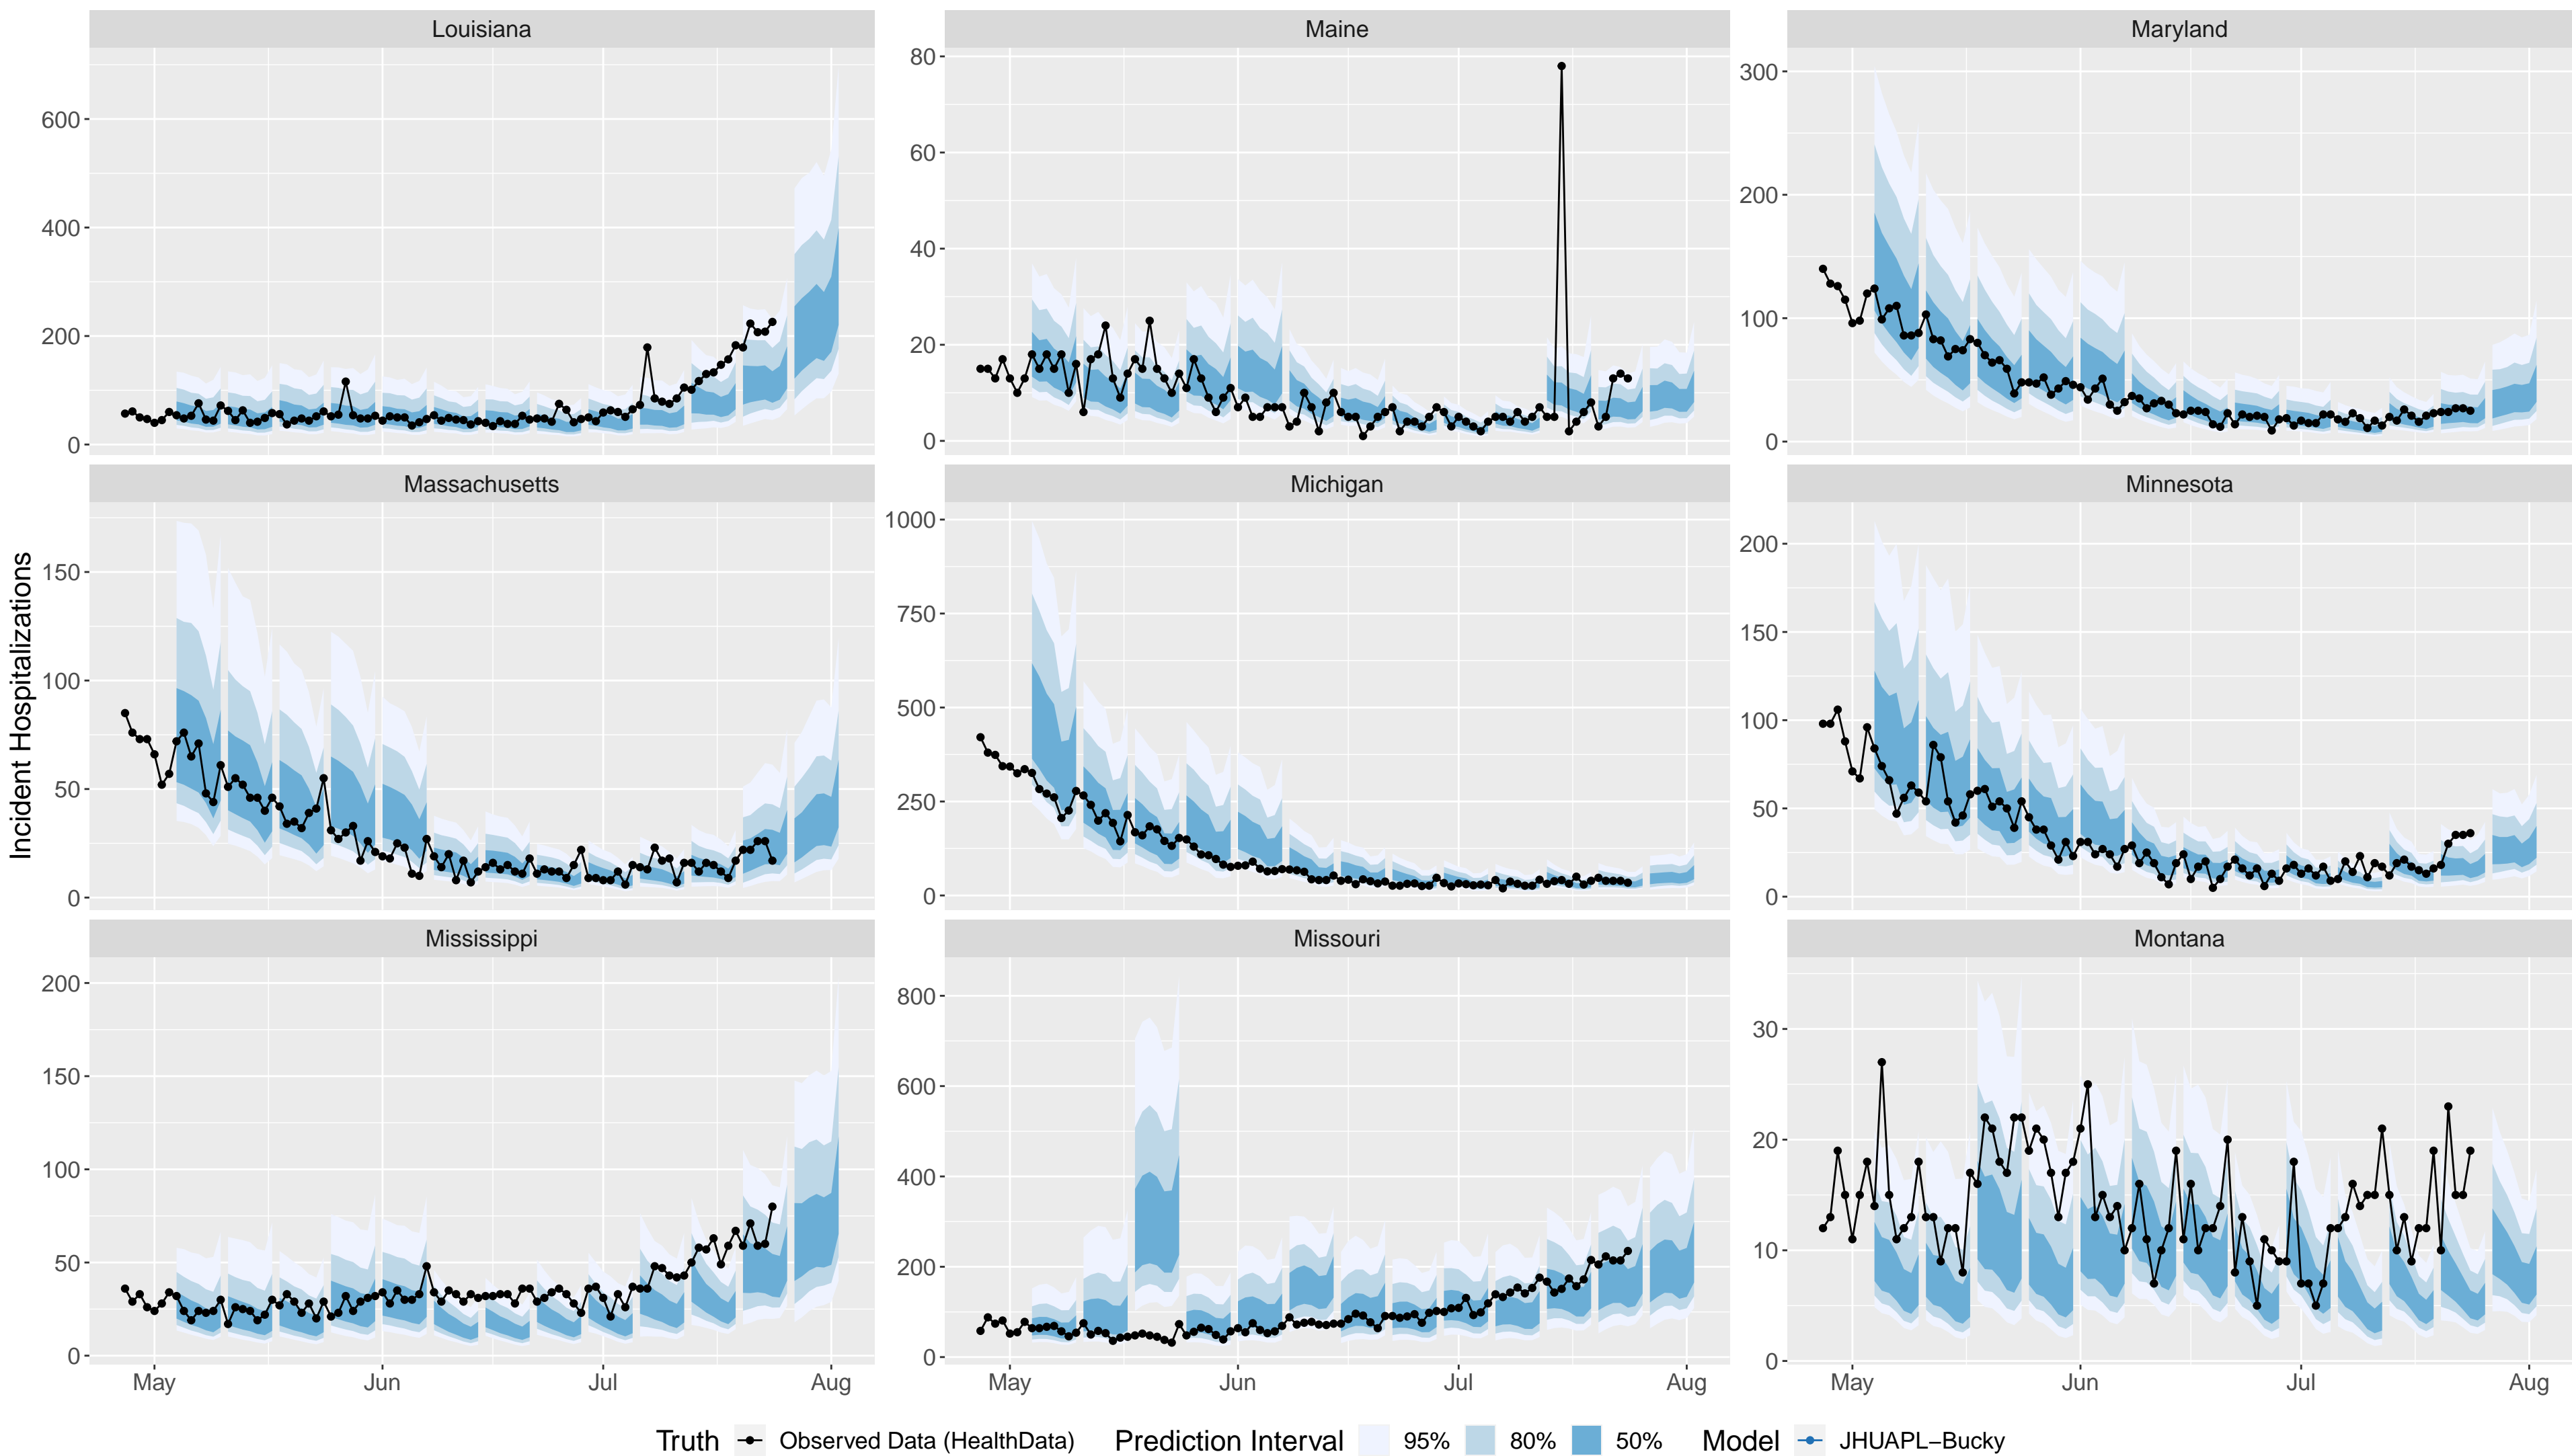 Louisiana
Maine
Maryland
600
400
200
0
80
60
40
20
0
300
200
100
0
Massachusetts
Michigan
Minnesota
Incident Hospitalizations
150
100
50
0
1000
750
500
250
0
200
150
100
50
0
Mississippi
Missouri
Montana
200
150
100
50
0
800
600
400
200
0
30
20
10
0
May Jun Jul Aug
May Jun Jul Aug
May Jun Jul Aug
Truth Observed Data (HealthData) Prediction Interval 95% 80% 50% Model JHUAPL−Bucky